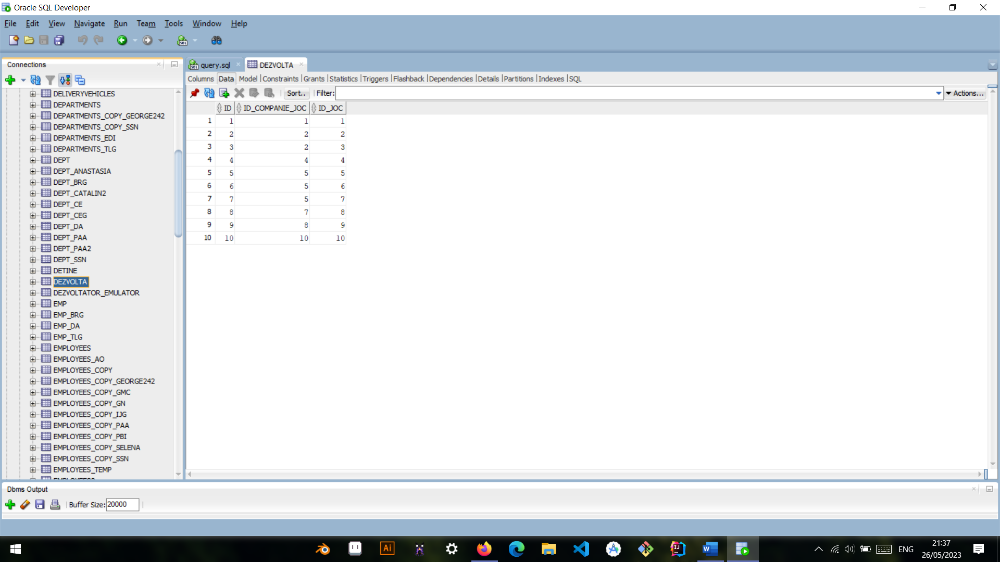 Oracle SQL Developer
File Edit View Navigate Run Team Tools Window Help
Connections
query.sql
DEZVOLTA
Columns Data Model Constraints Grants Statistics Triggers Flashback Dependencies Details Partitions Indexes SQL
Sort.. Filter: Actions...
ID ID_COMPANIE_JOC ID_JOC
1 1 1 1
2 2 2 2
3 3 2 3
4 4 4 4
5 5 5 5
6 6 5 6
7 7 5 7
8 8 7 8
9 9 8 9
10 10 10 10
DELIVERYVEHICLES
DEPARTMENTS
DEPARTMENTS_COPY_GEORGE242
DEPARTMENTS_COPY_SSN
DEPARTMENTS_EDI
DEPARTMENTS_TLG
DEPT
DEPT_ANASTASIA
DEPT_BRG
DEPT_CATALIN2
DEPT_CE
DEPT_CEG
DEPT_DA
DEPT_PAA
DEPT_PAA2
DEPT_SSN
DETINE
DEZVOLTA
DEZVOLTATOR_EMULATOR
EMP
EMP_BRG
EMP_DA
EMP_TLG
EMPLOYEES
EMPLOYEES_AO
EMPLOYEES_COPY
EMPLOYEES_COPY_GEORGE242
EMPLOYEES_COPY_GMC
EMPLOYEES_COPY_GN
EMPLOYEES_COPY_IJG
EMPLOYEES_COPY_PAA
EMPLOYEES_COPY_PBI
EMPLOYEES_COPY_SELENA
EMPLOYEES_COPY_SSN
EMPLOYEES_TEMP
Dbms Output
Buffer Size: 20000
ENG
21:37
26/05/2023